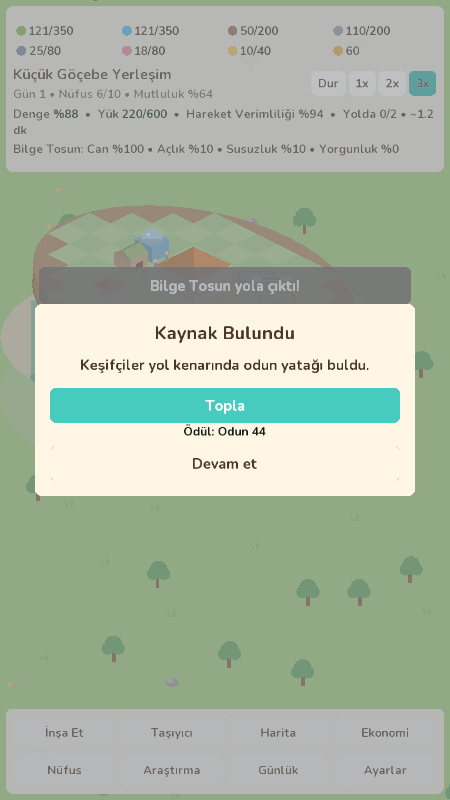 121/350 121/350 50/200 110/200
25/80 18/80 10/40 60
Küçük Göçebe Yerleşim
Gün 1 • Nüfus 6/10 • Mutluluk %64
Dur 1x 2x 3x
Denge %88 • Yük 220/600 • Hareket Verimliliği %94 • Yolda 0/2 • ~1.2
dk
Bilge Tosun: Can %100 • Açlık %10 • Susuzluk %10 • Yorgunluk %0
Bilge Tosun yola çıktı!
Kaynak Bulundu
Keşifçiler yol kenarında odun yatağı buldu.
Topla
Ödül: Odun 44
Devam et
İnşa Et Taşıyıcı Harita Ekonomi
Nüfus Araştırma Günlük Ayarlar